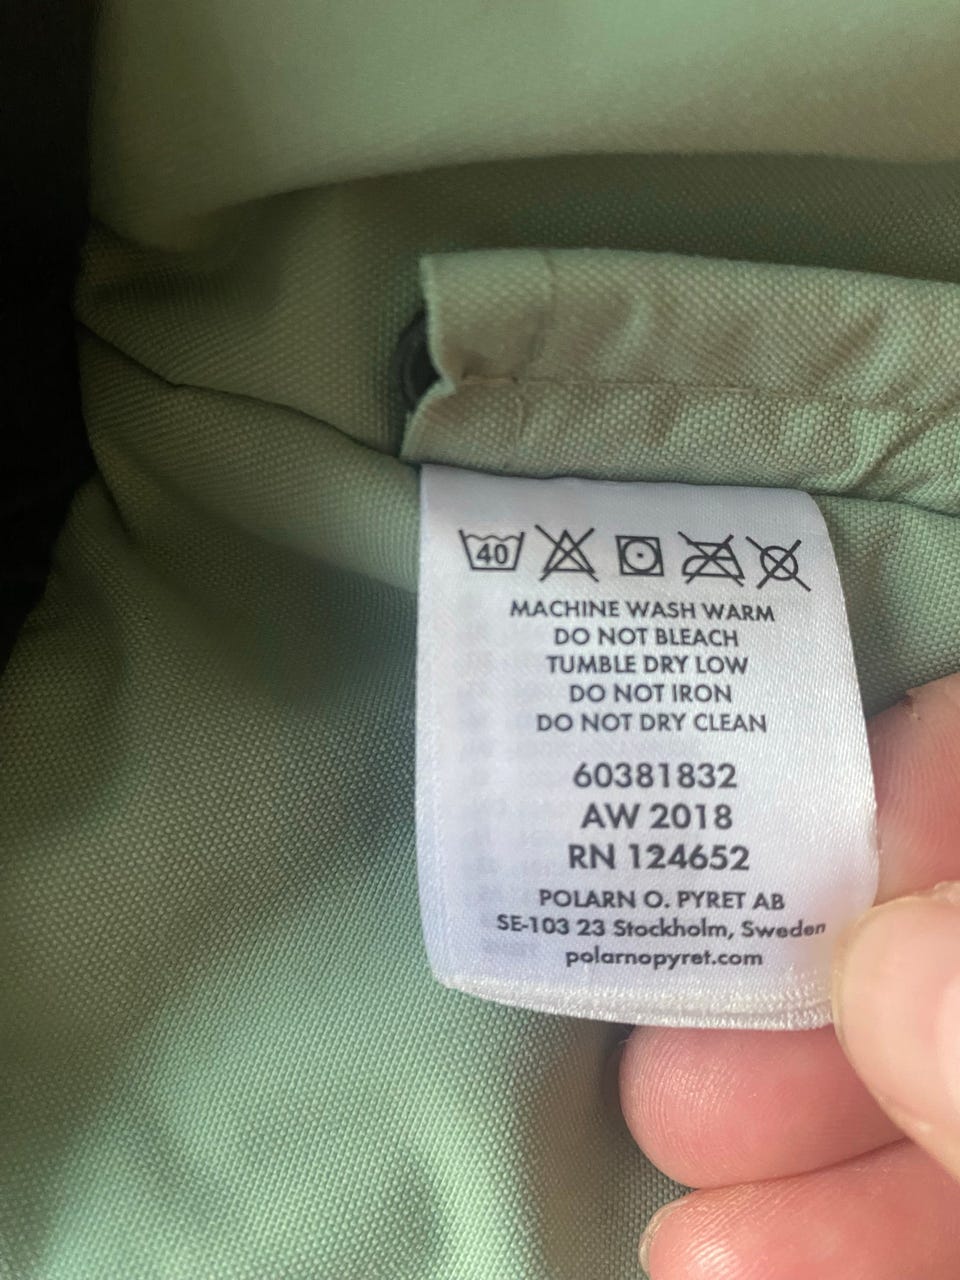 40
MACHINE WASH WARM
DO NOT BLEACH
TUMBLE DRY LOW
DO NOT IRON
DO NOT DRY CLEAN
60381832
AW 2018
RN 124652
POLARN O. PYRET AB
SE-103 23 Stockholm, Sweden
polarnopyret.com